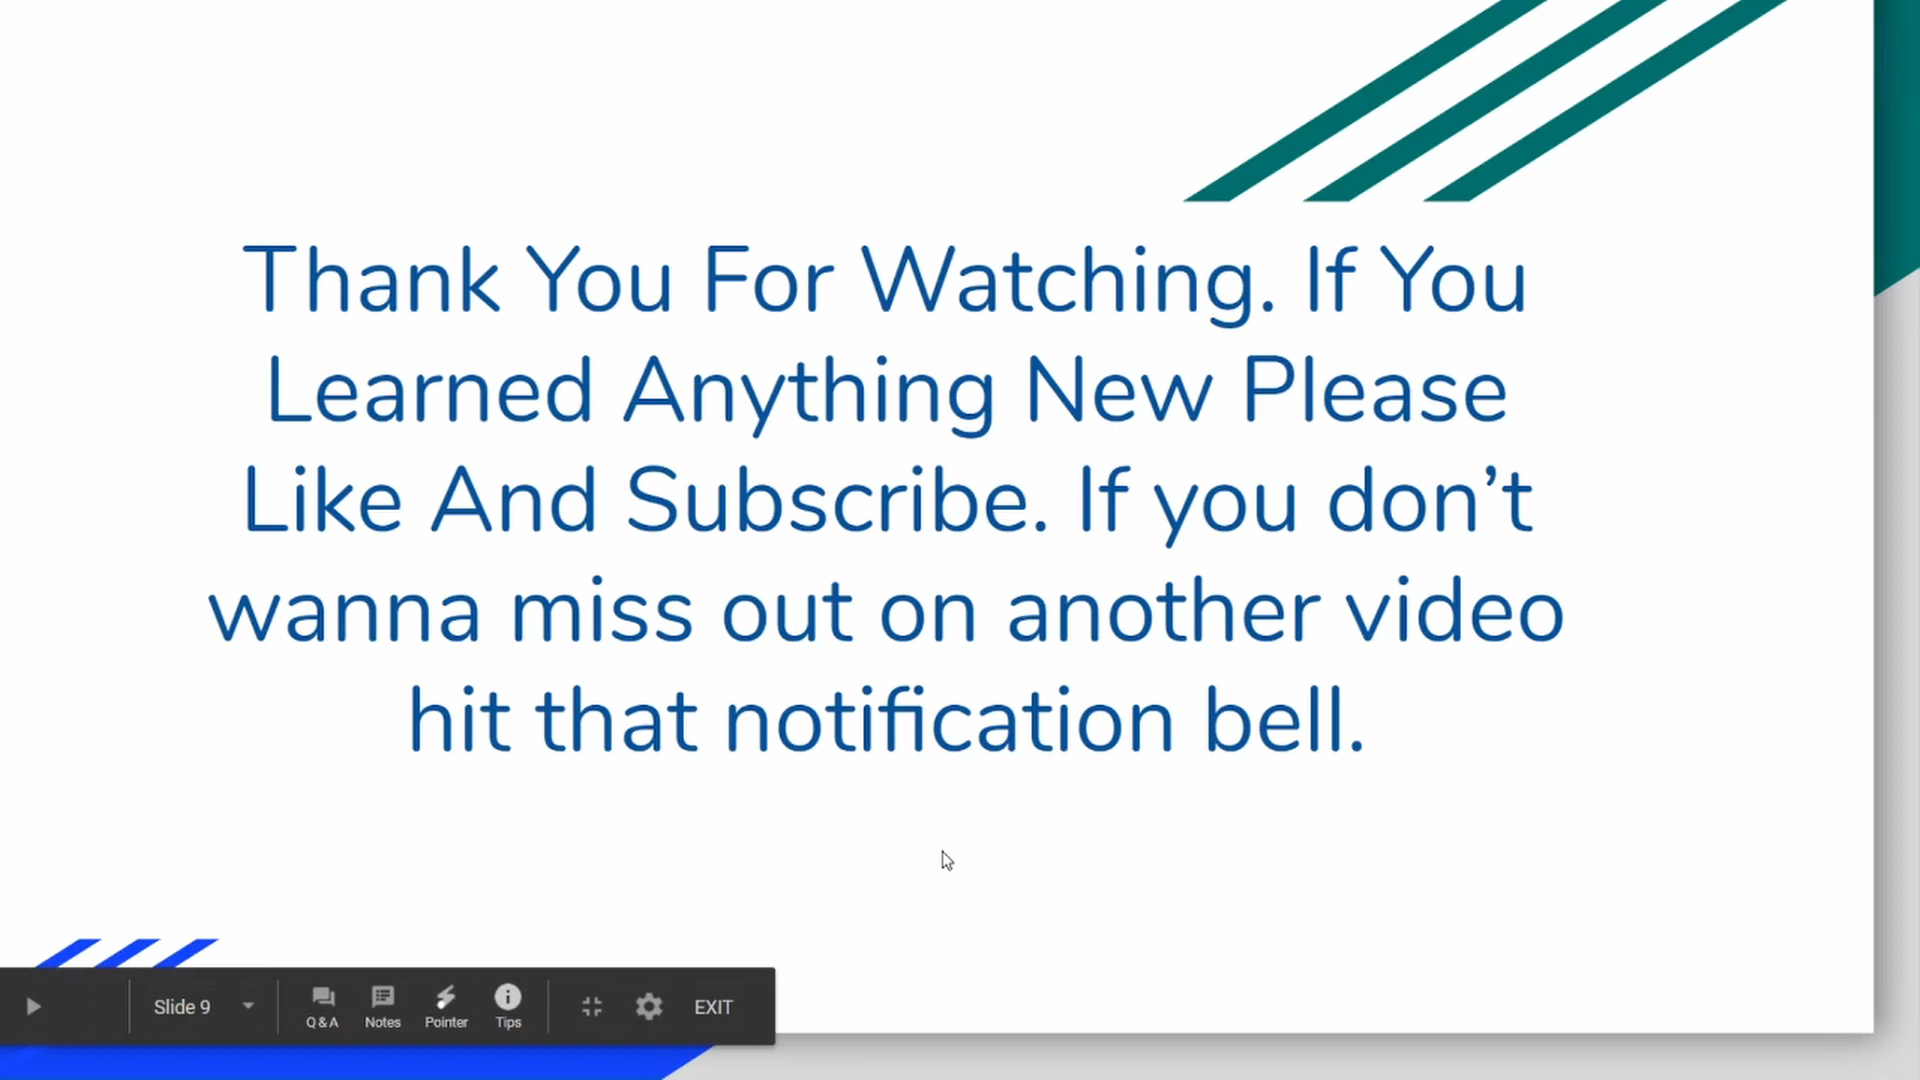 Thank You For Watching. If You
Learned Anything New Please
Like And Subscribe. If you don’t
wanna miss out on another video
hit that notification bell.
Slide 9
Q&A Notes Pointer Tips
EXIT